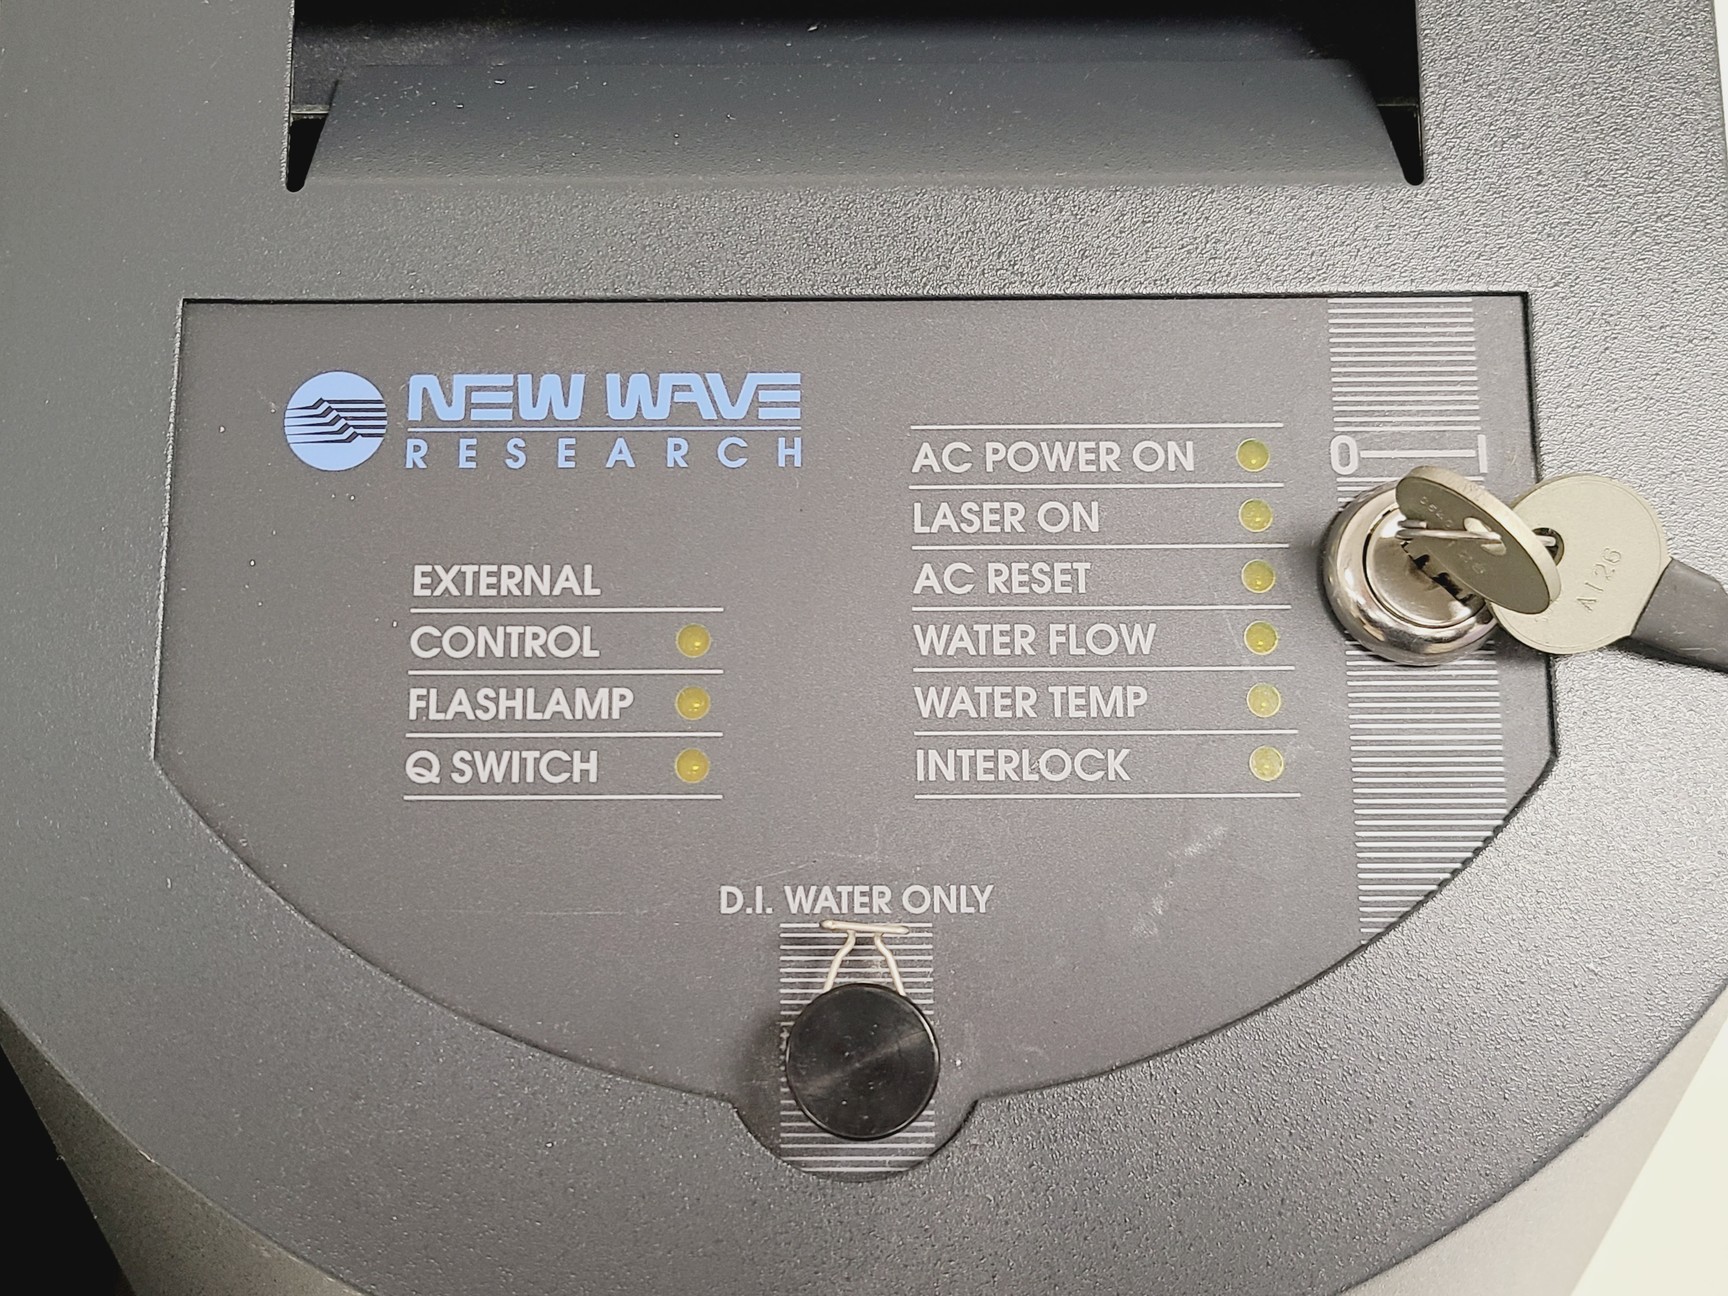 NEW WAVE
RESEARCH
EXTERNAL
CONTROL
FLASHLAMP
Q SWITCH
AC POWER ON
LASER ON
AC RESET
WATER FLOW
WATER TEMP
INTERLOCK
O I
A126
D.I. WATER ONLY